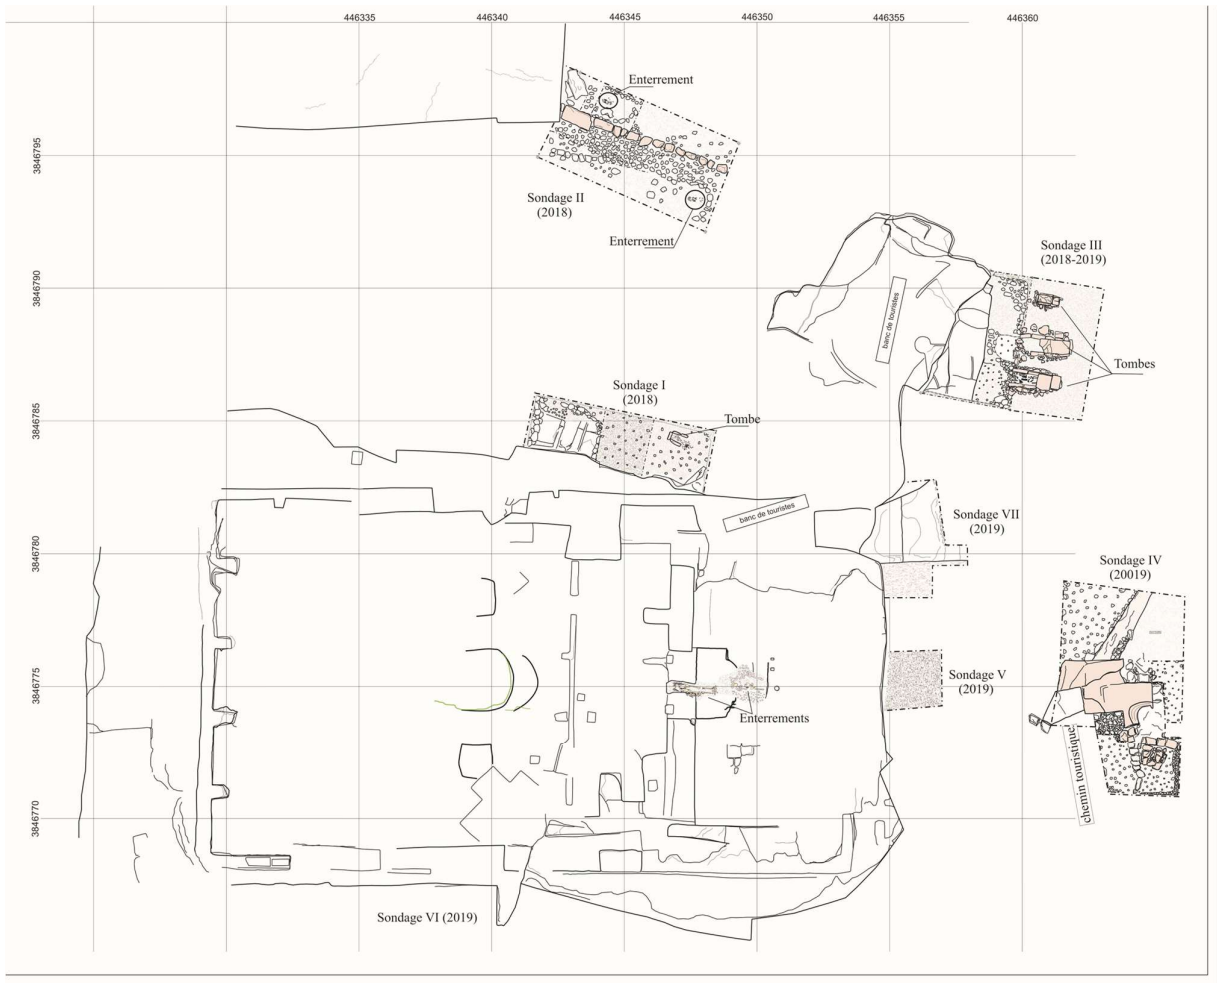 446335
446340
446345
446350
446355
446360
Enterrement
3846795
Sondage II
(2018)
Enterrement
Sondage III
(2018-2019)
3846790
banc de touristes
Tombes
Sondage I
(2018)
Tombe
3846785
banc de touristes
Sondage VII
(2019)
3846780
Sondage IV
(20019)
Sondage V
(2019)
3846775
Enterrements
chemin touristique
3846770
Sondage VI (2019)